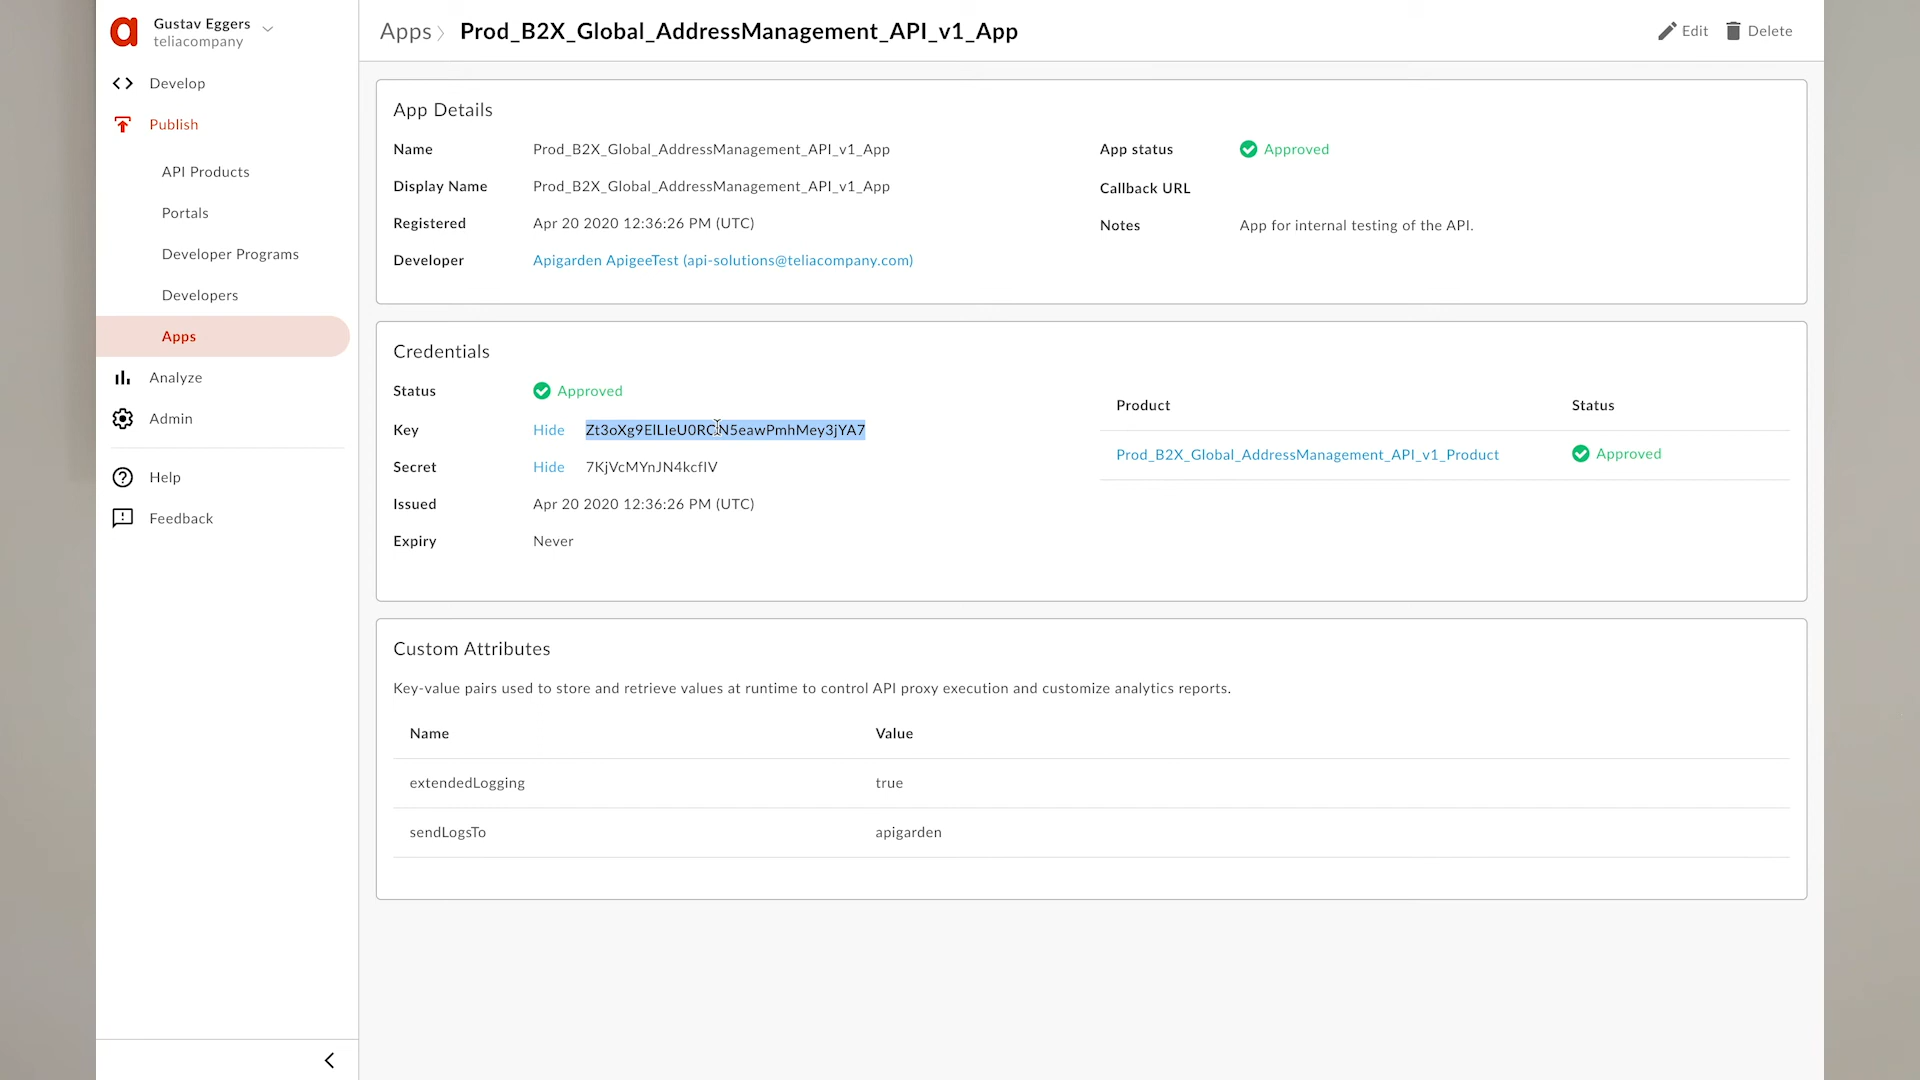 Gustav Eggers
teliacompany
Develop
Publish
API Products
Portals
Developer Programs
Developers
Apps
Analyze
Admin
Help
Feedback
Apps
Prod_B2X_Global_AddressManagement_API_v1_App
Edit
Delete
App Details
Name Prod_B2X_Global_AddressManagement_API_v1_App
Display Name Prod_B2X_Global_AddressManagement_API_v1_App
Registered Apr 20 2020 12:36:26 PM (UTC)
Developer Apigarden ApigeeTest (api-solutions@teliacompany.com)
App status Approved
Callback URL
Notes App for internal testing of the API.
Credentials
Status Approved
Key Hide
Secret Hide
Issued Apr 20 2020 12:36:26 PM (UTC)
Expiry Never
Product Status
Prod_B2X_Global_AddressManagement_API_v1_Product Approved
Custom Attributes
Key-value pairs used to store and retrieve values at runtime to control API proxy execution and customize analytics reports.
Name Value
extendedLogging true
sendLogsTo apigarden